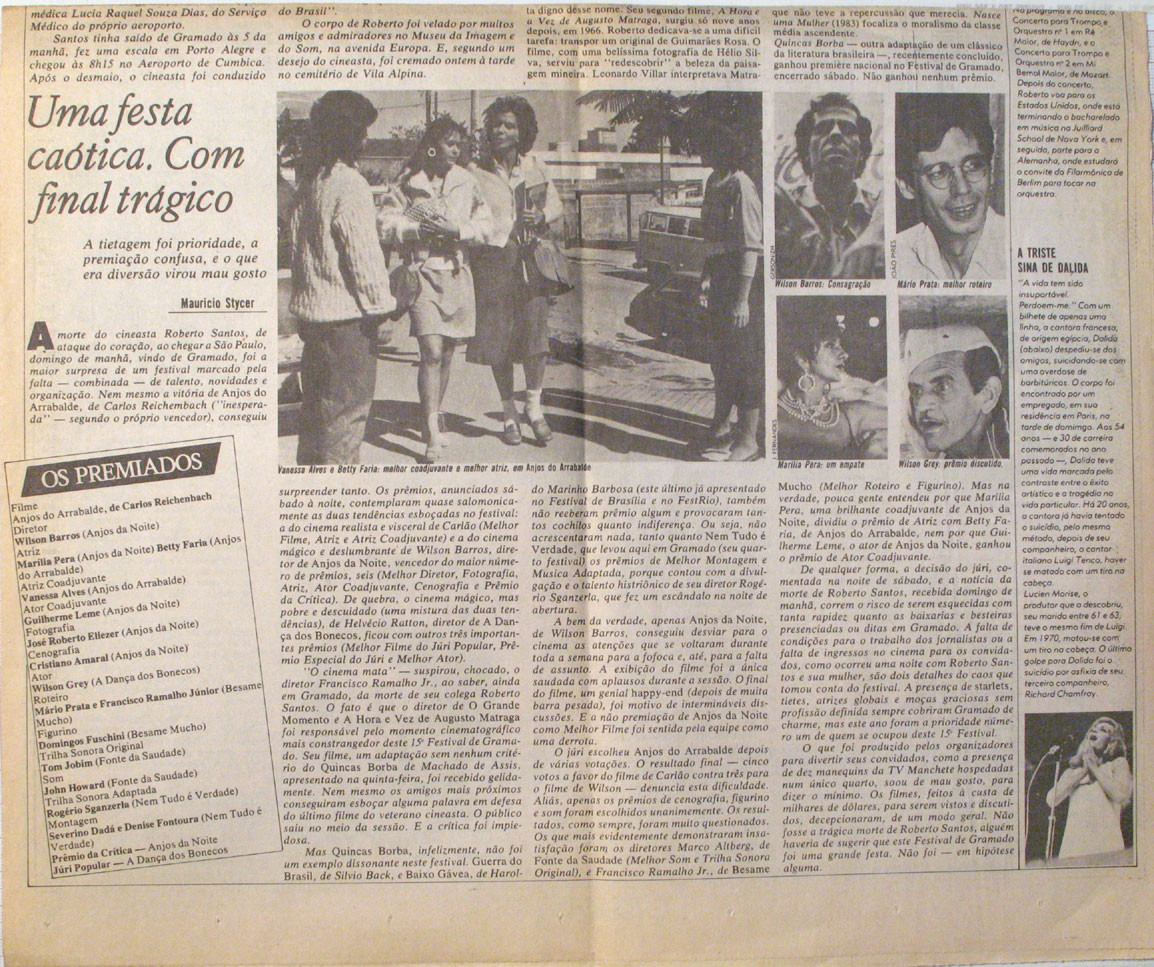 médica Lucia Raquel Souza Dias, do Serviço
Médico do próprio aeroporto.
Santos tinha saído de Gramado às 5 da
manhã, fez uma escala em Porto Alegre e
chegou às 8h15 no Aeroporto de Cumbica.
Após o desmaio, o cineasta foi conduzido
do Brasil".
O corpo de Roberto foi velado por muitos
amigos e admiradores no Museu da Imagem e
do Som, na avenida Europa. E, segundo um
desejo do cineasta, foi cremado ontem à tarde
no cemitério de Vila Alpina.
ta digno desse nome. Seu segundo filme, A Hora e
a Vez de Augusto Matraga, surgiu só nove anos
depois, em 1966. Roberto dedicava-se a uma difícil
tarefa: transpor um original de Guimarães Rosa. O
filme, com uma belíssima fotografia de Hélio Sil-
va, serviu para "redescobrir" a beleza da paisa-
gem mineira. Leonardo Villar interpretava Matra-
que não teve a repercussão que merecia. Nasce
uma Mulher (1983) focaliza o moralismo da classe
média ascendente.
Quincas Borba — outra adaptação de um clássico
da literatura brasileira —, recentemente concluído,
ganhou première nacional no Festival de Gramado,
encerrado sábado. Não ganhou nenhum prêmio.
Concerto para Trompa e
Orquestra nº 1 em Ré
Maior, de Haydn, e o
Concerto para Trompa e
Orquestra nº 2 em Mi
Bemol Maior, de Mozart.
Depois do concerto,
Roberto voa para os
Estados Unidos, onde está
terminando o bacharelado
em música na Juilliard
School de Nova York e, em
seguida, parte para a
Alemanha, onde estudará
o convite da Filarmônica de
Berlim para tocar na
orquestra.
Uma festa
caótica. Com
final trágico
A tietagem foi prioridade, a
premiação confusa, e o que
era diversão virou mau gosto
Mauricio Stycer
A morte do cineasta Roberto Santos, de
ataque do coração, ao chegar a São Paulo,
domingo de manhã, vindo de Gramado, foi a
maior surpresa de um festival marcado pela
falta — combinada — de talento, novidades e
organização. Nem mesmo a vitória de Anjos do
Arrabalde, de Carlos Reichembach ("inespera-
da" — segundo o próprio vencedor), conseguiu
Vanessa Alves e Betty Faria: melhor coadjuvante e melhor atriz, em Anjos do Arrabalde
Wilson Barros: Consagração
JOÃO PIRES
Mário Prata: melhor roteiro
J. FERNANDES
Marília Pera: um empate
Wilson Grey: prêmio discutido
OS PREMIADOS
Filme
Anjos do Arrabalde, de Carlos Reichenbach
Diretor
Wilson Barros (Anjos da Noite)
Atriz
Marília Pera (Anjos da Noite) Betty Faria (Anjos
do Arrabalde)
Atriz Coadjuvante
Vanessa Alves (Anjos do Arrabalde)
Ator Coadjuvante
Guilherme Leme (Anjos da Noite)
Fotografia
José Roberto Eliezer (Anjos da Noite)
Cenografia
Cristiano Amaral (Anjos da Noite)
Ator
Wilson Grey (A Dança dos Bonecos)
Roteiro
Mário Prata e Francisco Ramalho Júnior (Besame
Mucho)
Figurino
Domingos Fuschini (Besame Mucho)
Trilha Sonora Original
Tom Jobim (Fonte da Saudade)
Som
John Howard (Fonte da Saudade)
Trilha Sonora Adaptada
Rogério Sganzerla (Nem Tudo é Verdade)
Montagem
Severino Dadá e Denise Fontoura (Nem Tudo é
Verdade)
Prêmio da Crítica — Anjos da Noite
Júri Popular — A Dança dos Bonecos
surpreender tanto. Os prêmios, anunciados sá-
bado à noite, contemplaram quase salomonica-
mente as duas tendências esboçadas no festival:
a do cinema realista e visceral de Carlão (Melhor
Filme, Atriz e Atriz Coadjuvante) e a do cinema
mágico e deslumbrante de Wilson Barros, dire-
tor de Anjos da Noite, vencedor do maior núme-
ro de prêmios, seis (Melhor Diretor, Fotografia,
Atriz, Ator Coadjuvante, Cenografia e Prêmio
da Crítica). De quebra, o cinema mágico, mas
pobre e descuidado (uma mistura das duas ten-
dências), de Helvécio Ratton, diretor de A Dan-
ça dos Bonecos, ficou com outros três importan-
tes prêmios (Melhor Filme do Júri Popular, Prê-
mio Especial do Júri e Melhor Ator).
"O cinema mata" — suspirou, chocado, o
diretor Francisco Ramalho Jr., ao saber, ainda
em Gramado, da morte de seu colega Roberto
Santos. O fato é que o diretor de O Grande
Momento e A Hora e Vez de Augusto Matraga
foi responsável pelo momento cinematográfico
mais constrangedor deste 15º Festival de Grama-
do. Seu filme, um adaptação sem nenhum crité-
rio do Quincas Borba de Machado de Assis,
apresentado na quinta-feira, foi recebido gelida-
mente. Nem mesmo os amigos mais próximos
conseguiram esboçar alguma palavra em defesa
do último filme do veterano cineasta. O público
saiu no meio da sessão. E a crítica foi impie-
dosa.
Mas Quincas Borba, infelizmente, não foi
um exemplo dissonante neste festival. Guerra do
Brasil, de Silvio Back, e Baixo Gávea, de Harol-
do Marinho Barbosa (este último já apresentado
no Festival de Brasília e no FestRio), também
não reeberam prêmio algum e provocaram tan-
tos cochilos quanto indiferença. Ou seja, não
acrescentaram nada, tanto quanto Nem Tudo é
Verdade, que levou aqui em Gramado (seu quar-
to festival) os prêmios de Melhor Montagem e
Musica Adaptada, porque contou com a divul-
gação e o talento histriônico de seu diretor Rogé-
rio Sganzerla, que fez um escândalo na noite de
abertura.
A bem da verdade, apenas Anjos da Noite,
de Wilson Barros, conseguiu desviar para o
cinema as atenções que se voltaram durante
toda a semana para a fofoca e, até, para a falta
de assunto. A exibição do filme foi a única
saudada com aplausos durante a sessão. O final
do filme, um genial happy-end (depois de muita
barra pesada), foi motivo de intermináveis dis-
cussões. E a não premiação de Anjos da Noite
como Melhor Filme foi sentida pela equipe como
uma derrota.
O júri escolheu Anjos do Arrabalde depois
de várias votações. O resultado final — cinco
votos a favor do filme de Carlão contra três para
o filme de Wilson — denuncia esta dificuldade.
Aliás, apenas os prêmios de cenografia, figurino
e som foram escolhidos unanimemente. Os resul-
tados, como sempre, foram muito questionados.
Os que mais evidentemente demonstraram insa-
tisfação foram os diretores Marco Altberg, de
Fonte da Saudade (Melhor Som e Trilha Sonora
Original), e Francisco Ramalho Jr., de Besame
Mucho (Melhor Roteiro e Figurino). Mas na
verdade, pouca gente entendeu por que Marília
Pera, uma brilhante coadjuvante de Anjos da
Noite, dividiu o prêmio de Atriz com Betty Fa-
ria, de Anjos do Arrabalde, nem por que Gui-
lherme Leme, o ator de Anjos da Noite, ganhou
o prêmio de Ator Coadjuvante.
De qualquer forma, a decisão do júri, co-
mentada na noite de sábado, e a notícia da
morte de Roberto Santos, recebida domingo de
manhã, correm o risco de serem esquecidas com
tanta rapidez quanto as baixarias e besteiras
presenciadas ou ditas em Gramado. A falta de
condições para o trabalho dos jornalistas ou a
falta de ingressos no cinema para os convida-
dos, como ocorreu uma noite com Roberto San-
tos e sua mulher, são dois detalhes do caos que
tomou conta do festival. A presença de starlets,
tietes, atrizes globais e moças graciosas sem
profissão definida sempre cobriram Gramado de
charme, mas este ano foram a prioridade núme-
ro um de quem se ocupou deste 15º Festival.
O que foi produzido pelos organizadores
para divertir seus convidados, como a presença
de dez manequins da TV Manchete hospedadas
num único quarto, soou de mau gosto, para
dizer o mínimo. Os filmes, feitos à custa de
milhares de dólares, para serem vistos e discuti-
dos, decepcionaram, de um modo geral. Não
fosse a trágica morte de Roberto Santos, alguém
haveria de sugerir que este Festival de Gramado
foi uma grande festa. Não foi — em hipótese
alguma.
A TRISTE
SINA DE DALIDA
"A vida tem sido
insuportável.
Perdoem-me." Com um
bilhete de apenas uma
linha, a cantora francesa,
de origem egípcia, Dalida
(abaixo) despediu-se dos
amigos, suicidando-se com
uma overdose de
barbitúricos. O corpo foi
encontrado por um
empregado, em sua
residência em Paris, na
tarde de domingo. Aos 54
anos — e 30 de carreira
comemorados no ano
passado —, Dalida teve
uma vida marcada pelo
contraste entre o êxito
artístico e a tragédia na
vida particular. Há 20 anos,
a cantora já havia tentado
o suicídio, pelo mesmo
método, depois de seu
companheiro, o cantor
italiano Luigi Tenco, haver
se matado com um tiro na
cabeça.
Lucien Morise, o
produtor que a descobriu,
seu marido entre 61 e 63,
teve o mesmo fim de Luigi.
Em 1970, matou-se com
um tiro na cabeça. O último
golpe para Dalida foi o
suicídio por asfixia de seu
terceiro companheiro,
Richard Chamfray.